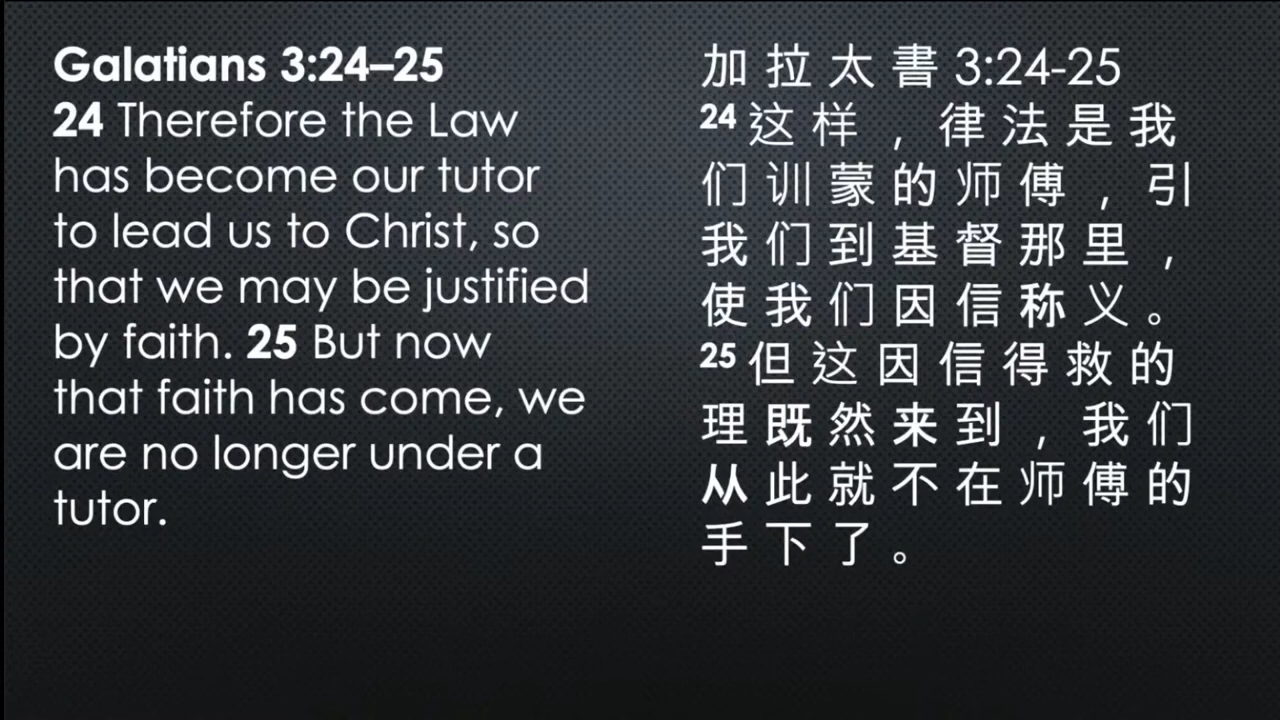 Galatians 3:24–25
24 Therefore the Law
has become our tutor
to lead us to Christ, so
that we may be justified
by faith. 25 But now
that faith has come, we
are no longer under a
tutor.
加拉太書 3:24-25
24 这样，律法是我
们训蒙的师傅，引
我们到基督那里，
使我们因信称义。
25 但这因信得救的
理既然来到，我们
从此就不在师傅的
手下了。